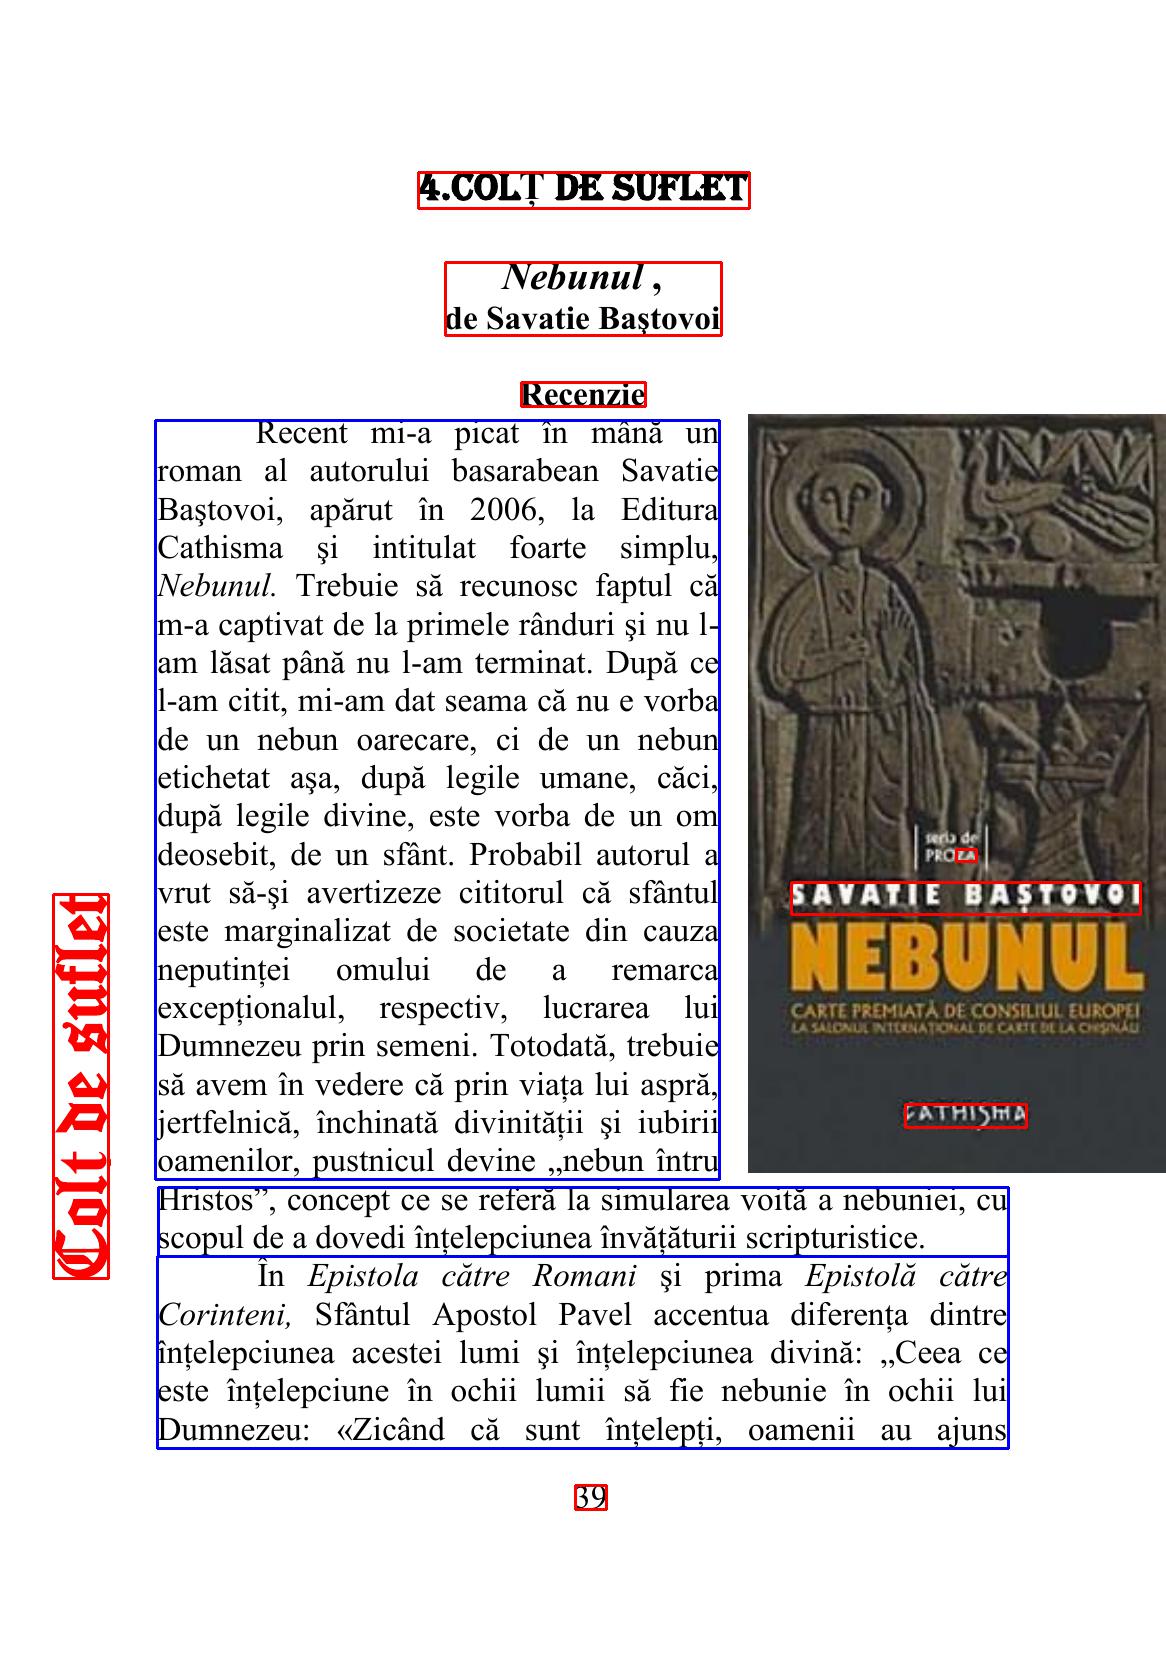 4.COLȚ DE SUFLET
Nebunul ,
de Savatie Baştovoi
Recenzie
Recent mi-a picat în mână un
roman al autorului basarabean Savatie
Baştovoi, apărut în 2006, la Editura
Cathisma şi intitulat foarte simplu,
Nebunul. Trebuie să recunosc faptul că
m-a captivat de la primele rânduri şi nu l-
am lăsat până nu l-am terminat. După ce
l-am citit, mi-am dat seama că nu e vorba
de un nebun oarecare, ci de un nebun
etichetat aşa, după legile umane, căci,
după legile divine, este vorba de un om
deosebit, de un sfânt. Probabil autorul a
vrut să-şi avertizeze cititorul că sfântul
este marginalizat de societate din cauza
neputinței omului de a remarca
excepționalul, respectiv, lucrarea lui
Dumnezeu prin semeni. Totodată, trebuie
să avem în vedere că prin viața lui aspră,
jertfelnică, închinată divinității şi iubirii
oamenilor, pustnicul devine „nebun întru
Hristos”, concept ce se referă la simularea voită a nebuniei, cu
scopul de a dovedi înțelepciunea învățăturii scripturistice.
În Epistola către Romani şi prima Epistolă către
Corinteni, Sfântul Apostol Pavel accentua diferența dintre
înțelepciunea acestei lumi şi înțelepciunea divină: „Ceea ce
este înțelepciune în ochii lumii să fie nebunie în ochii lui
Dumnezeu: «Zicând că sunt înțelepți, oamenii au ajuns
seria de
PROZA
SAVATIE BAŞTOVOI
NEBUNUL
CARTE PREMIATĂ DE CONSILIUL EUROPEI
LA SALONUL INTERNAŢIONAL DE CARTE DE LA CHIŞINĂU
CATHISMA
Colț de suflet
39